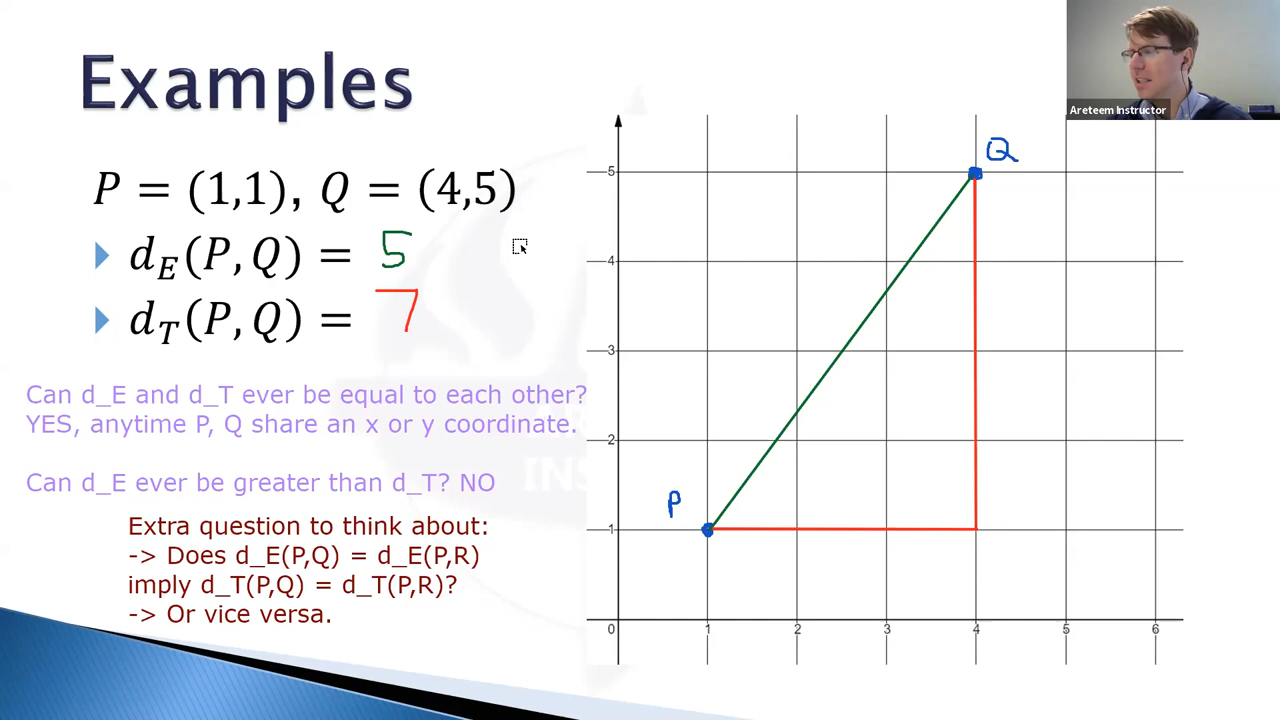 Examples
Areteem Instructor
P = (1,1), Q = (4,5)
d_E(P, Q) = 5
d_T(P, Q) = 7
Can d_E and d_T ever be equal to each other?
YES, anytime P, Q share an x or y coordinate.
Can d_E ever be greater than d_T? NO
Extra question to think about:
-> Does d_E(P,Q) = d_E(P,R)
imply d_T(P,Q) = d_T(P,R)?
-> Or vice versa.
Q
5
4
3
2
P
1
0 1 2 3 4 5 6